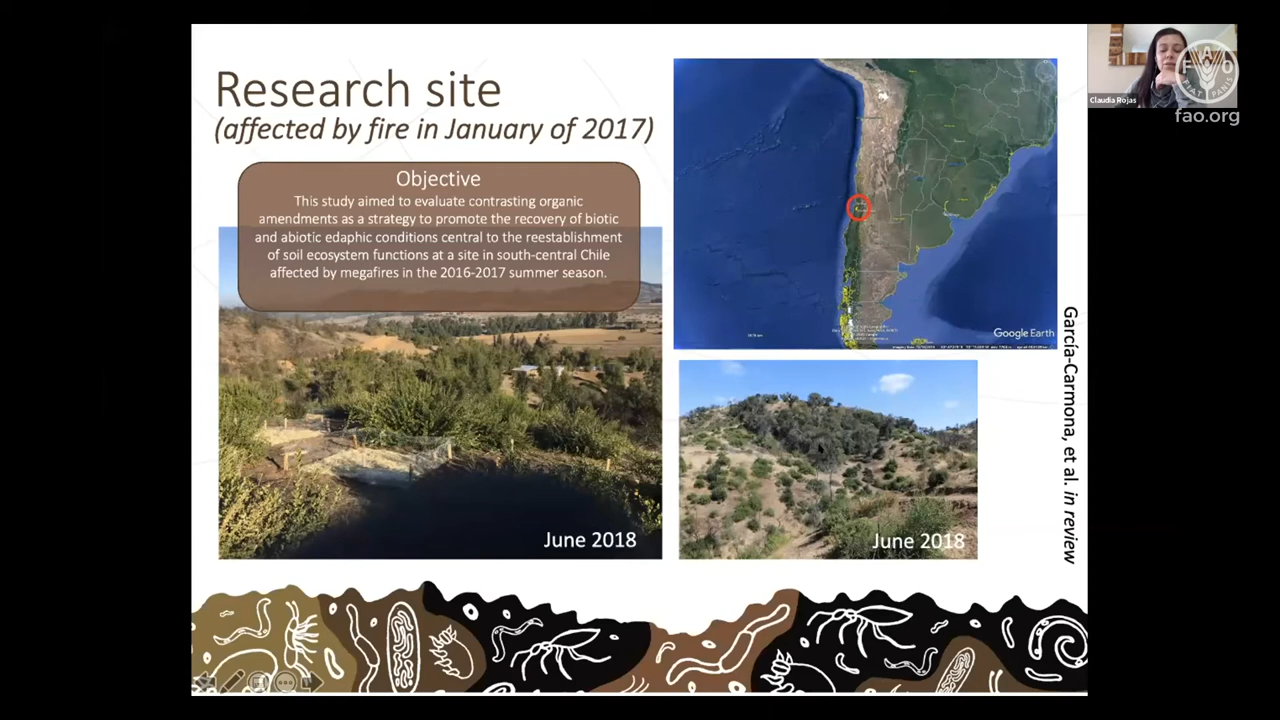 Research site
(affected by fire in January of 2017)
Objective
This study aimed to evaluate contrasting organic
amendments as a strategy to promote the recovery of biotic
and abiotic edaphic conditions central to the reestablishment
of soil ecosystem functions at a site in south-central Chile
affected by megafires in the 2016-2017 summer season.
June 2018
Google Earth
June 2018
García-Carmona, et al. in review
Claudia Rojas
F A O
FIAT PANIS
fao.org